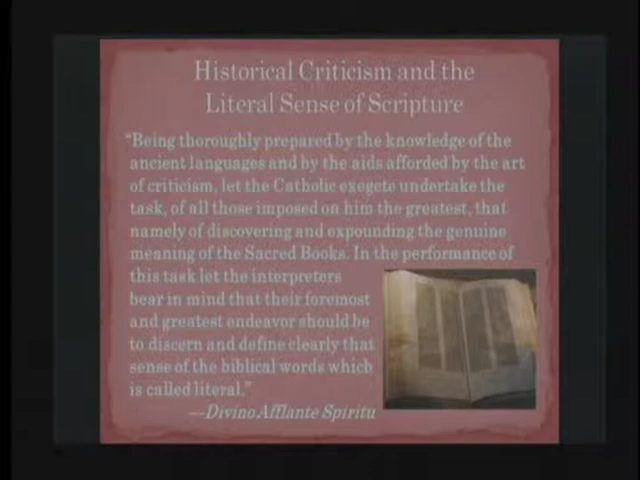 Historical Criticism and the
Literal Sense of Scripture
"Being thoroughly prepared by the knowledge of the
ancient languages and by the aids afforded by the art
of criticism, let the Catholic exegete undertake the
task, of all those imposed on him the greatest, that
namely of discovering and expounding the genuine
meaning of the Sacred Books. In the performance of
this task let the interpreters
bear in mind that their foremost
and greatest endeavor should be
to discern and define clearly that
sense of the biblical words which
is called literal."
—Divino Afflante Spiritu